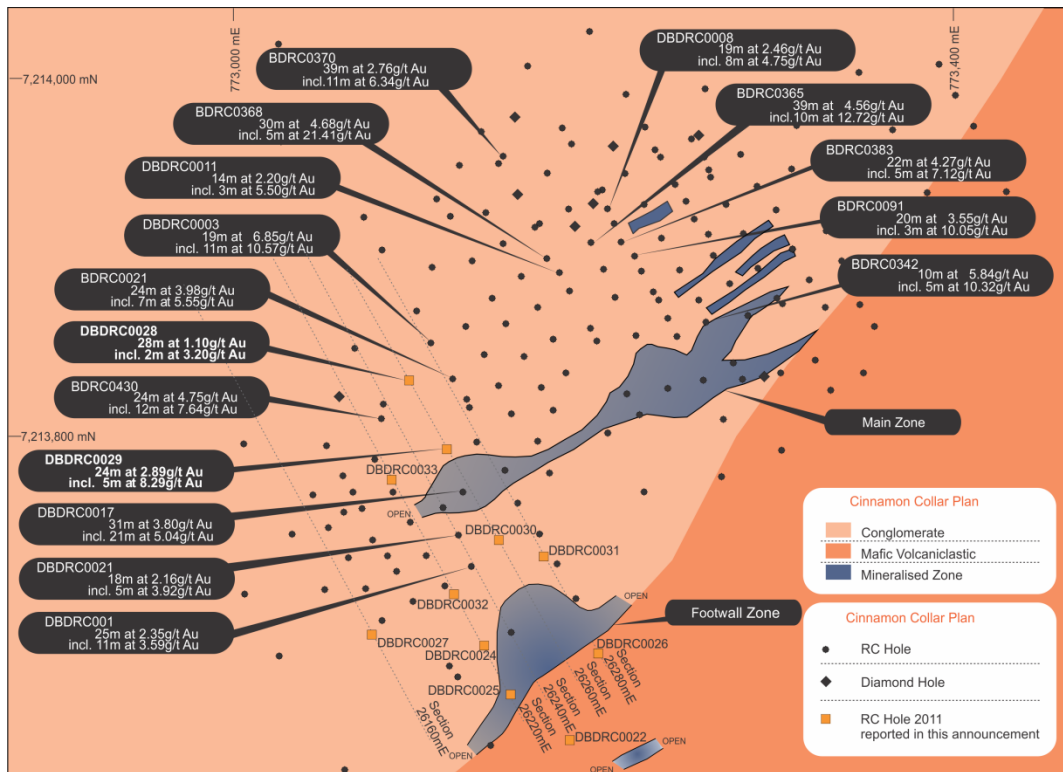 773,000 mE
773,400 mE
7,214,000 mN
7,213,800 mN
BDRC0370
39m at 2.76g/t Au
incl.11m at 6.34g/t Au
BDRC0368
30m at 4.68g/t Au
incl. 5m at 21.41g/t Au
DBDRC0011
14m at 2.20g/t Au
incl. 3m at 5.50g/t Au
DBDRC0003
19m at 6.85g/t Au
incl. 11m at 10.57g/t Au
BDRC0021
24m at 3.98g/t Au
incl. 7m at 5.55g/t Au
DBDRC0028
28m at 1.10g/t Au
incl. 2m at 3.20g/t Au
BDRC0430
24m at 4.75g/t Au
incl. 12m at 7.64g/t Au
DBDRC0029
24m at 2.89g/t Au
incl. 5m at 8.29g/t Au
DBDRC0017
31m at 3.80g/t Au
incl. 21m at 5.04g/t Au
DBDRC0021
18m at 2.16g/t Au
incl. 5m at 3.92g/t Au
DBDRC001
25m at 2.35g/t Au
incl. 11m at 3.59g/t Au
DBDRC0008
19m at 2.46g/t Au
incl. 8m at 4.75g/t Au
BDRC0365
39m at 4.56g/t Au
incl.10m at 12.72g/t Au
BDRC0383
22m at 4.27g/t Au
incl. 5m at 7.12g/t Au
BDRC0091
20m at 3.55g/t Au
incl. 3m at 10.05g/t Au
BDRC0342
10m at 5.84g/t Au
incl. 5m at 10.32g/t Au
Main Zone
Footwall Zone
DBDRC0033
OPEN
DBDRC0030
DBDRC0031
DBDRC0032
OPEN
DBDRC0027
DBDRC0024
DBDRC0026
DBDRC0025
DBDRC0022
Section
26160mE
Section
26220mE
Section
26240mE
Section
26260mE
Section
26280mE
OPEN
OPEN
OPEN
Cinnamon Collar Plan
Conglomerate
Mafic Volcaniclastic
Mineralised Zone
Cinnamon Collar Plan
RC Hole
Diamond Hole
RC Hole 2011
reported in this announcement